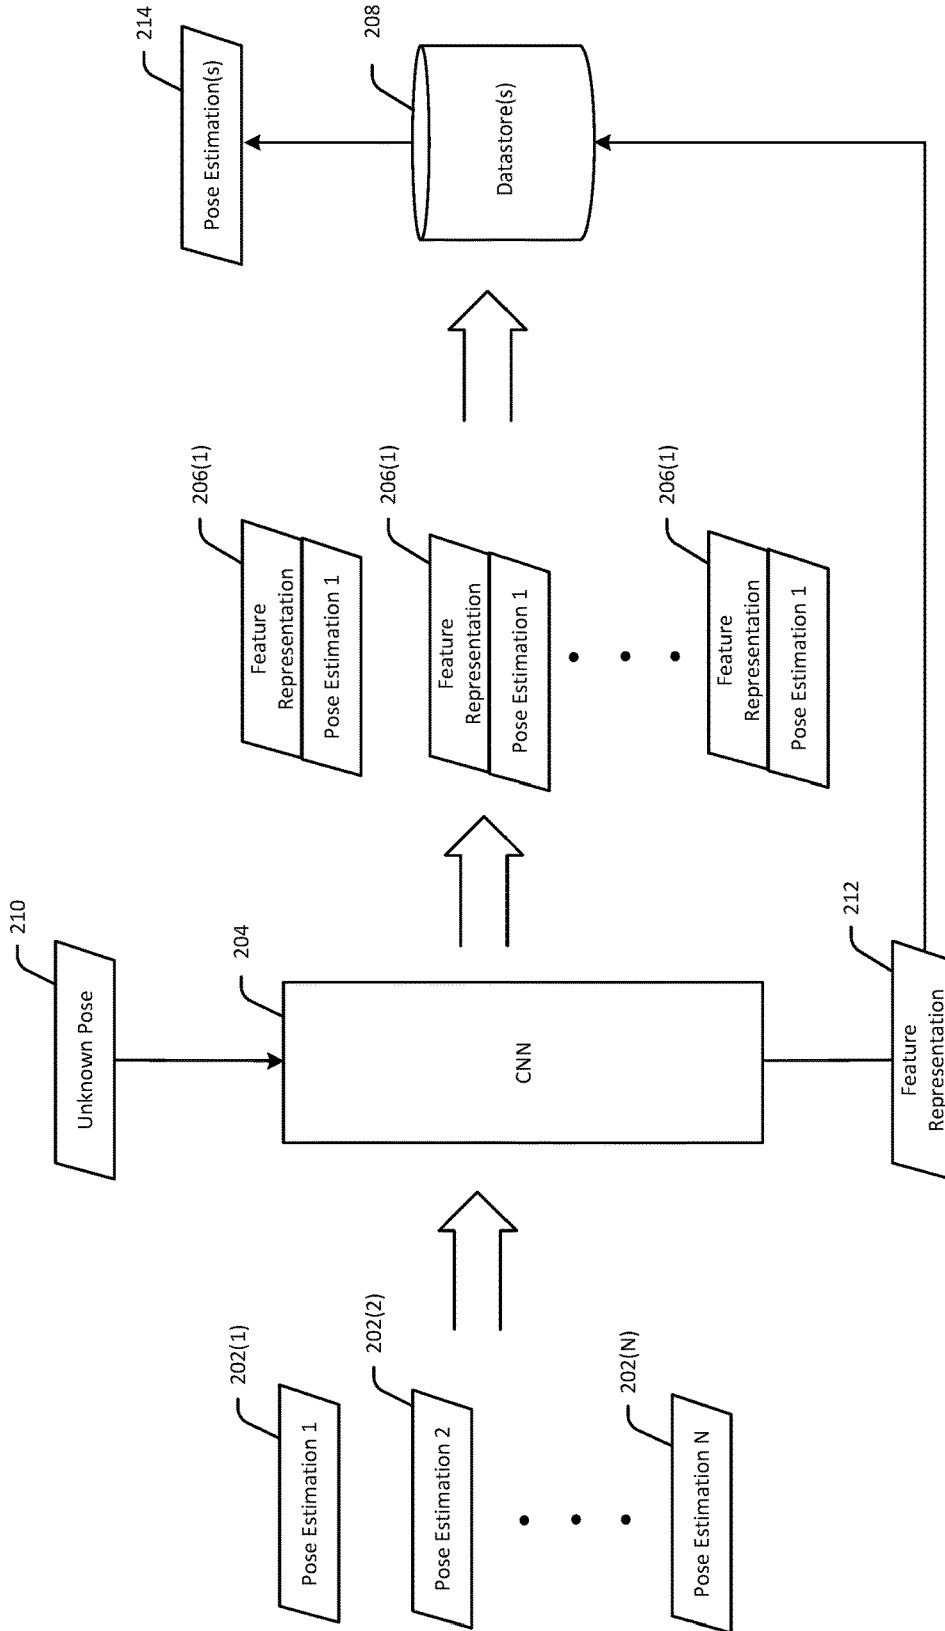 202(1)
Pose Estimation 1
202(2)
Pose Estimation 2
202(N)
Pose Estimation N
210
Unknown Pose
204
CNN
212
Feature
Representation
206(1)
Feature
Representation
Pose Estimation 1
206(1)
Feature
Representation
Pose Estimation 1
206(1)
Feature
Representation
Pose Estimation 1
214
Pose Estimation(s)
208
Datastore(s)